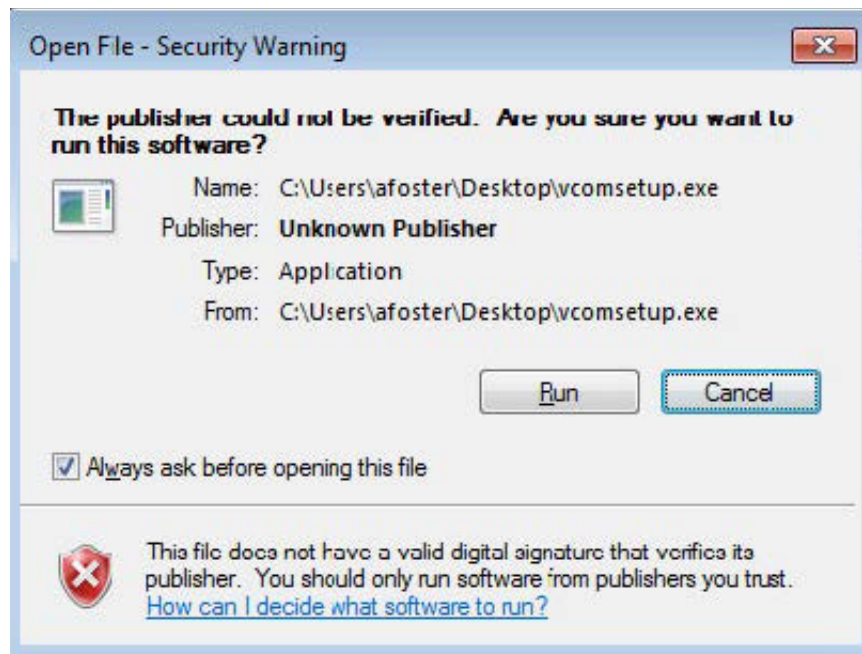 Open File - Security Warning
The publisher could not be verified.  Are you sure you want to
run this software?
Name: C:\Users\afoster\Desktop\vcomsetup.exe
Publisher: Unknown Publisher
Type: Application
From: C:\Users\afoster\Desktop\vcomsetup.exe
Run Cancel
Always ask before opening this file
This file does not have a valid digital signature that verifies its
publisher.  You should only run software from publishers you trust.
How can I decide what software to run?